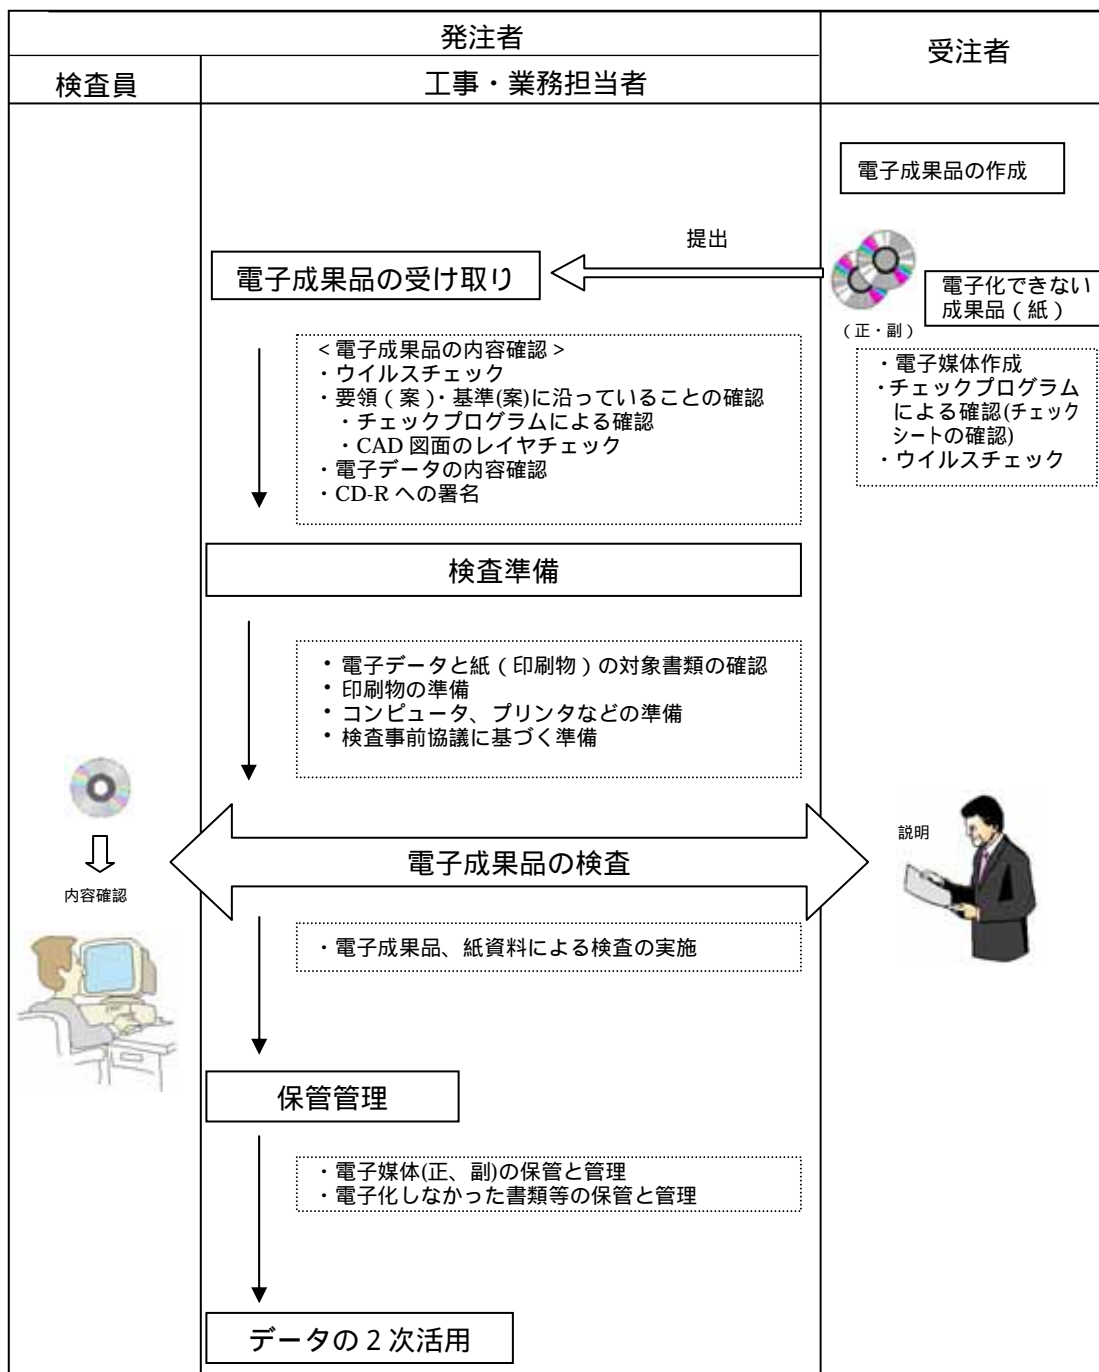 発注者
受注者
検査員
工事・業務担当者
電子成果品の作成
提出
電子成果品の受け取り
電子化できない
成果品（紙）
（正・副）
＜電子成果品の内容確認＞
・ウイルスチェック
・要領（案）・基準(案)に沿っていることの確認
・チェックプログラムによる確認
・CAD 図面のレイヤチェック
・電子データの内容確認
・CD-R への署名
・電子媒体作成
・チェックプログラム
による確認(チェック
シートの確認)
・ウイルスチェック
検査準備
・電子データと紙（印刷物）の対象書類の確認
・印刷物の準備
・コンピュータ、プリンタなどの準備
・検査事前協議に基づく準備
説明
電子成果品の検査
内容確認
・電子成果品、紙資料による検査の実施
保管管理
・電子媒体(正、副)の保管と管理
・電子化しなかった書類等の保管と管理
データの２次活用